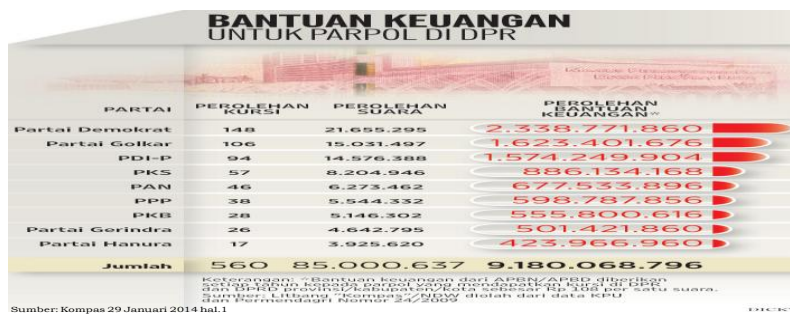 BANTUAN KEUANGAN
UNTUK PARPOL DI DPR
PARTAI PEROLEHAN KURSI PEROLEHAN SUARA PEROLEHAN BANTUAN KEUANGAN*)
Partai Demokrat 148 21.655.295 2.338.771.860
Partai Golkar 106 15.031.497 1.623.401.676
PDI-P 94 14.576.388 1.574.249.904
PKS 57 8.204.946 886.134.168
PAN 46 6.273.462 677.533.896
PPP 38 5.544.332 598.787.856
PKB 28 5.146.302 555.800.616
Partai Gerindra 26 4.642.795 501.421.860
Partai Hanura 17 3.925.620 423.966.960
Jumlah 560 85.000.637 9.180.068.796
Keterangan: *)Bantuan keuangan dari APBN/APBD diberikan
setiap tahun kepada parpol yang mendapatkan kursi di DPR
dan DPRD provinsi/kabupaten/kota sebesar Rp 108 per satu suara.
Sumber: Litbang "Kompas"/NDW diolah dari data KPU
dan Permendagri Nomor 24/2009
Sumber: Kompas 29 Januari 2014 hal.1